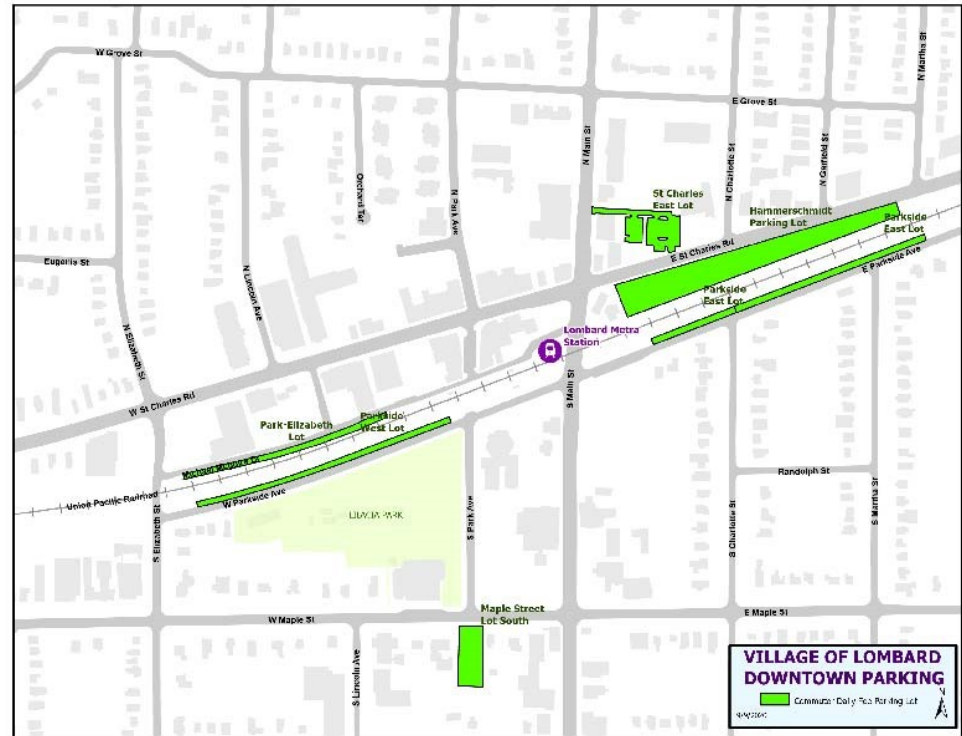 W Grove St
N Martha St
E Grove St
N Main St
N Charlotte St
N Garfield St
Orchard Ter
N Park Ave
St Charles
East Lot
Hammerschmidt
Parking Lot
Parkside
East Lot
E St Charles Rd
E Parkside Ave
Eugenia St
N Lincoln Ave
Parkside
East Lot
N Elizabeth St
Lombard Metra
Station
S Main St
W St Charles Rd
Park-Elizabeth
Lot
Parkside
West Lot
Randolph St
Union Pacific Railroad
W Parkside Ave
LILACIA PARK
S Elizabeth St
S Park Ave
S Charlotte St
S Martha St
Maple Street
Lot South
W Maple St
E Maple St
S Lincoln Ave
VILLAGE OF LOMBARD
DOWNTOWN PARKING
Commuter Daily Fee Parking Lot
N